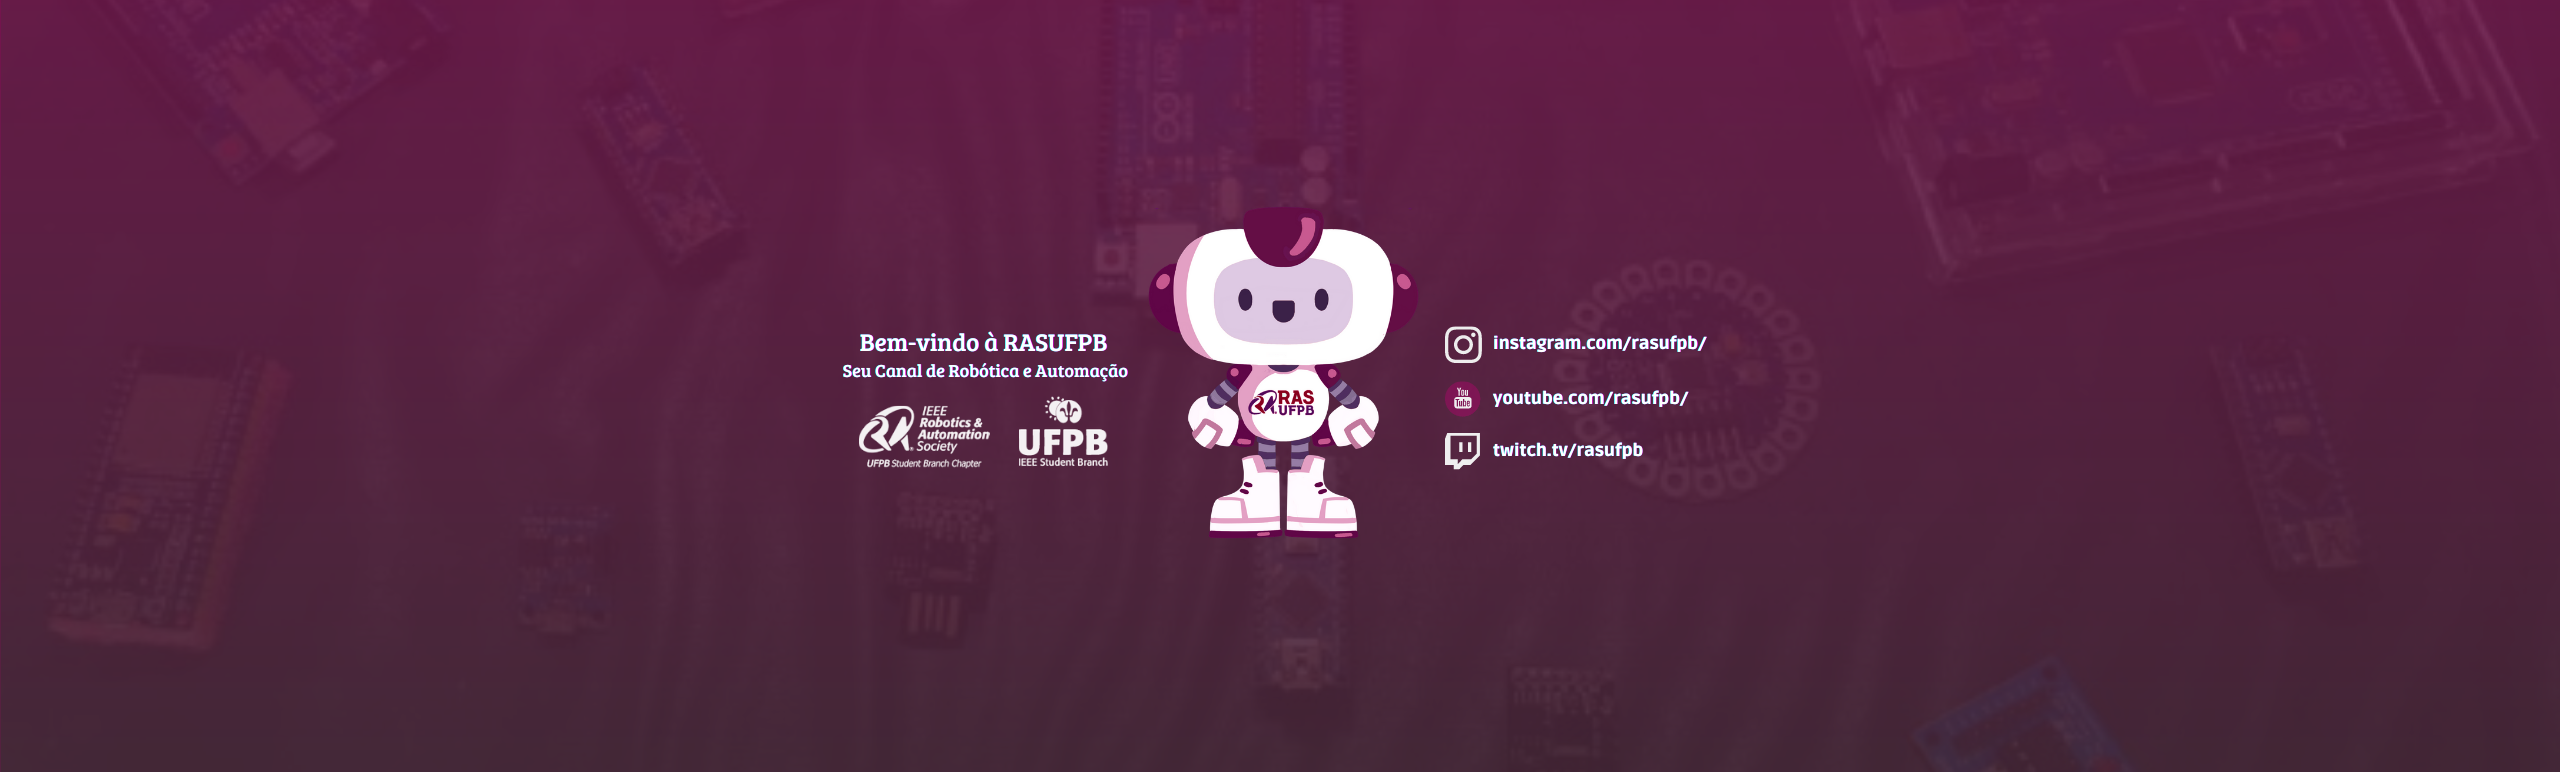 Bem-vindo à RASUFPB
Seu Canal de Robótica e Automação
IEEE
Robotics &
Automation
Society
UFPB Student Branch Chapter
UFPB
IEEE Student Branch
RAS
UFPB
instagram.com/rasufpb/
You
Tube
youtube.com/rasufpb/
twitch.tv/rasufpb